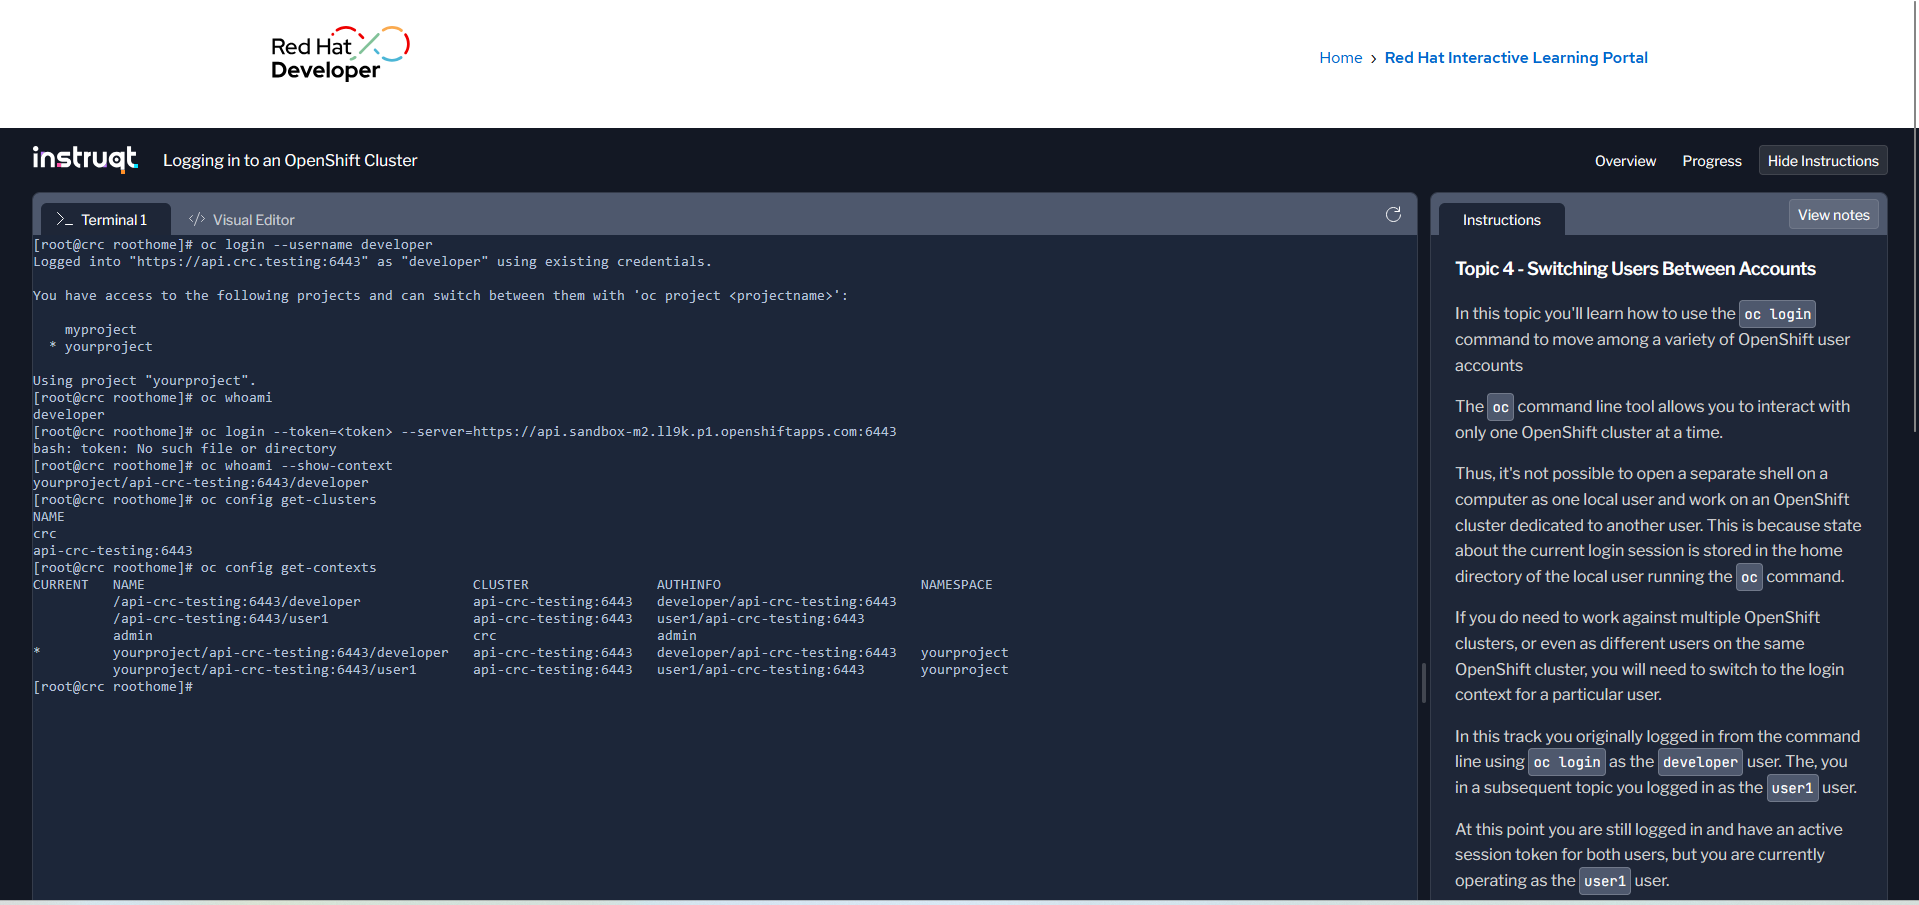 Red Hat
Developer
Home › Red Hat Interactive Learning Portal
instruqt Logging in to an OpenShift Cluster
Overview Progress Hide Instructions
>_ Terminal 1 </> Visual Editor
[root@crc roothome]# oc login --username developer
Logged into "https://api.crc.testing:6443" as "developer" using existing credentials.
You have access to the following projects and can switch between them with 'oc project <projectname>':
myproject
* yourproject
Using project "yourproject".
[root@crc roothome]# oc whoami
developer
[root@crc roothome]# oc login --token=<token> --server=https://api.sandbox-m2.ll9k.p1.openshiftapps.com:6443
bash: token: No such file or directory
[root@crc roothome]# oc whoami --show-context
yourproject/api-crc-testing:6443/developer
[root@crc roothome]# oc config get-clusters
NAME
crc
api-crc-testing:6443
[root@crc roothome]# oc config get-contexts
CURRENT NAME CLUSTER AUTHINFO NAMESPACE
/api-crc-testing:6443/developer api-crc-testing:6443 developer/api-crc-testing:6443
/api-crc-testing:6443/user1 api-crc-testing:6443 user1/api-crc-testing:6443
admin crc admin
* yourproject/api-crc-testing:6443/developer api-crc-testing:6443 developer/api-crc-testing:6443 yourproject
yourproject/api-crc-testing:6443/user1 api-crc-testing:6443 user1/api-crc-testing:6443 yourproject
[root@crc roothome]#
Instructions View notes
Topic 4 - Switching Users Between Accounts
In this topic you'll learn how to use the oc login
command to move among a variety of OpenShift user
accounts
The oc command line tool allows you to interact with
only one OpenShift cluster at a time.
Thus, it's not possible to open a separate shell on a
computer as one local user and work on an OpenShift
cluster dedicated to another user. This is because state
about the current login session is stored in the home
directory of the local user running the oc command.
If you do need to work against multiple OpenShift
clusters, or even as different users on the same
OpenShift cluster, you will need to switch to the login
context for a particular user.
In this track you originally logged in from the command
line using oc login as the developer user. The, you
in a subsequent topic you logged in as the user1 user.
At this point you are still logged in and have an active
session token for both users, but you are currently
operating as the user1 user.